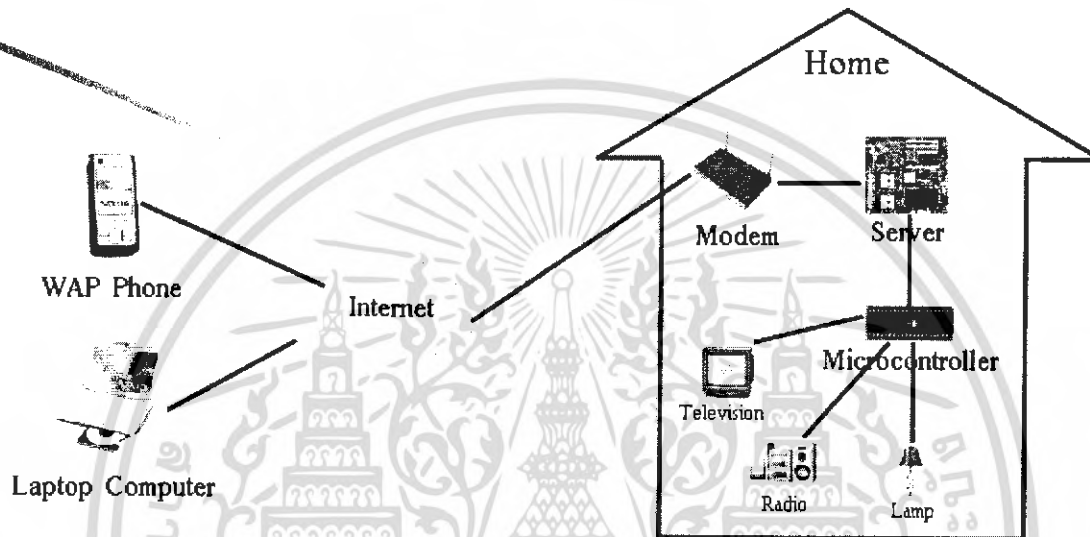 Home
WAP Phone
Internet
Laptop Computer
Modem
Server
Microcontroller
Television
Radio
Lamp